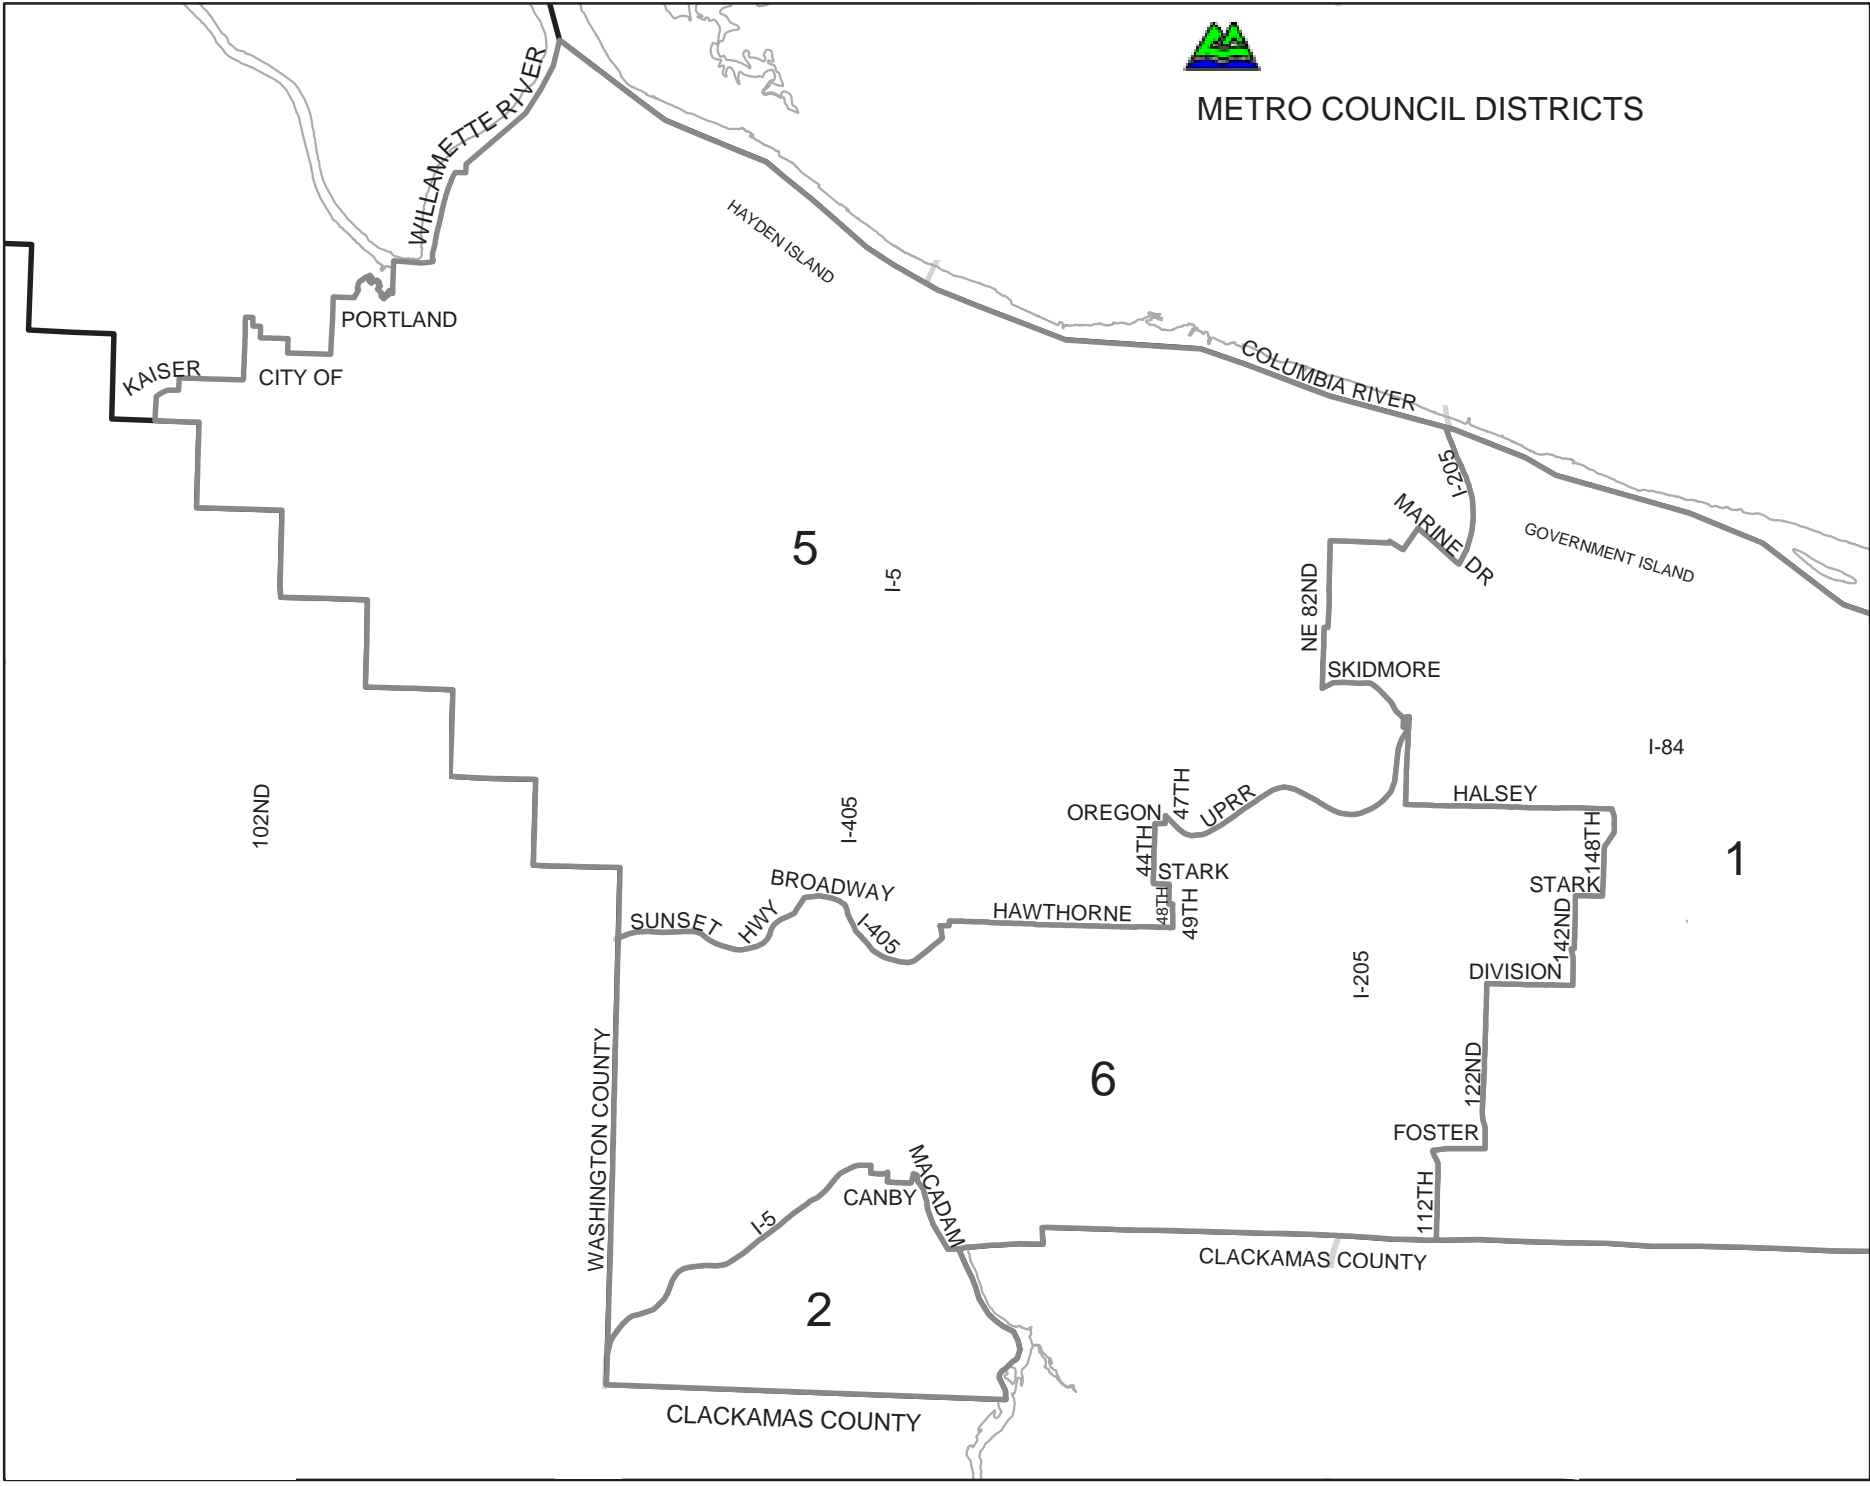 METRO COUNCIL DISTRICTS
WILLAMETTE RIVER
HAYDEN ISLAND
PORTLAND
KAISER
CITY OF
COLUMBIA RIVER
I-205
MARINE DR
GOVERNMENT ISLAND
5
I-5
NE 82ND
SKIDMORE
I-84
102ND
I-405
OREGON
47TH
UPRR
HALSEY
44TH
148TH
1
STARK
STARK
BROADWAY
SUNSET HWY
I-405
HAWTHORNE
48TH
49TH
142ND
I-205
DIVISION
WASHINGTON COUNTY
6
122ND
FOSTER
MACADAM
CANBY
112TH
I-5
CLACKAMAS COUNTY
2
CLACKAMAS COUNTY